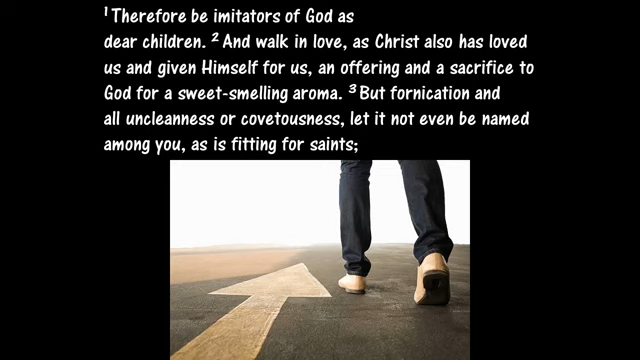 ¹ Therefore be imitators of God as
dear children. ² And walk in love, as Christ also has loved
us and given Himself for us, an offering and a sacrifice to
God for a sweet-smelling aroma. ³ But fornication and
all uncleanness or covetousness, let it not even be named
among you, as is fitting for saints;